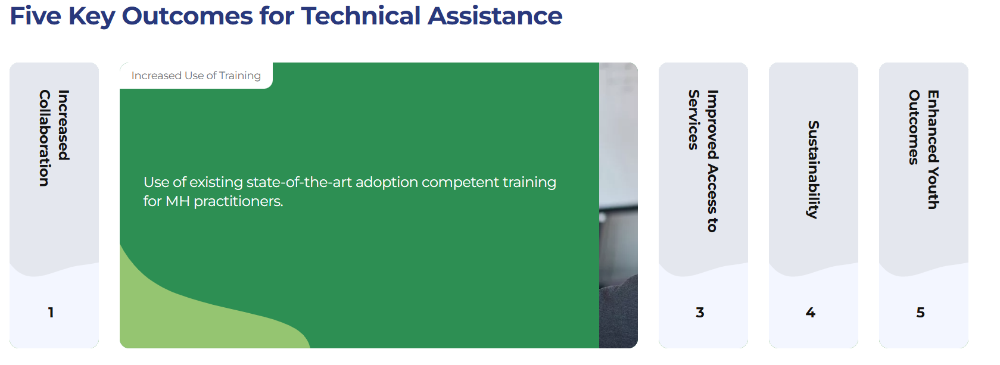 Five Key Outcomes for Technical Assistance
Increased
Collaboration
1
Increased Use of Training
Use of existing state-of-the-art adoption competent training
for MH practitioners.
Improved Access to
Services
3
Sustainability
4
Enhanced Youth
Outcomes
5